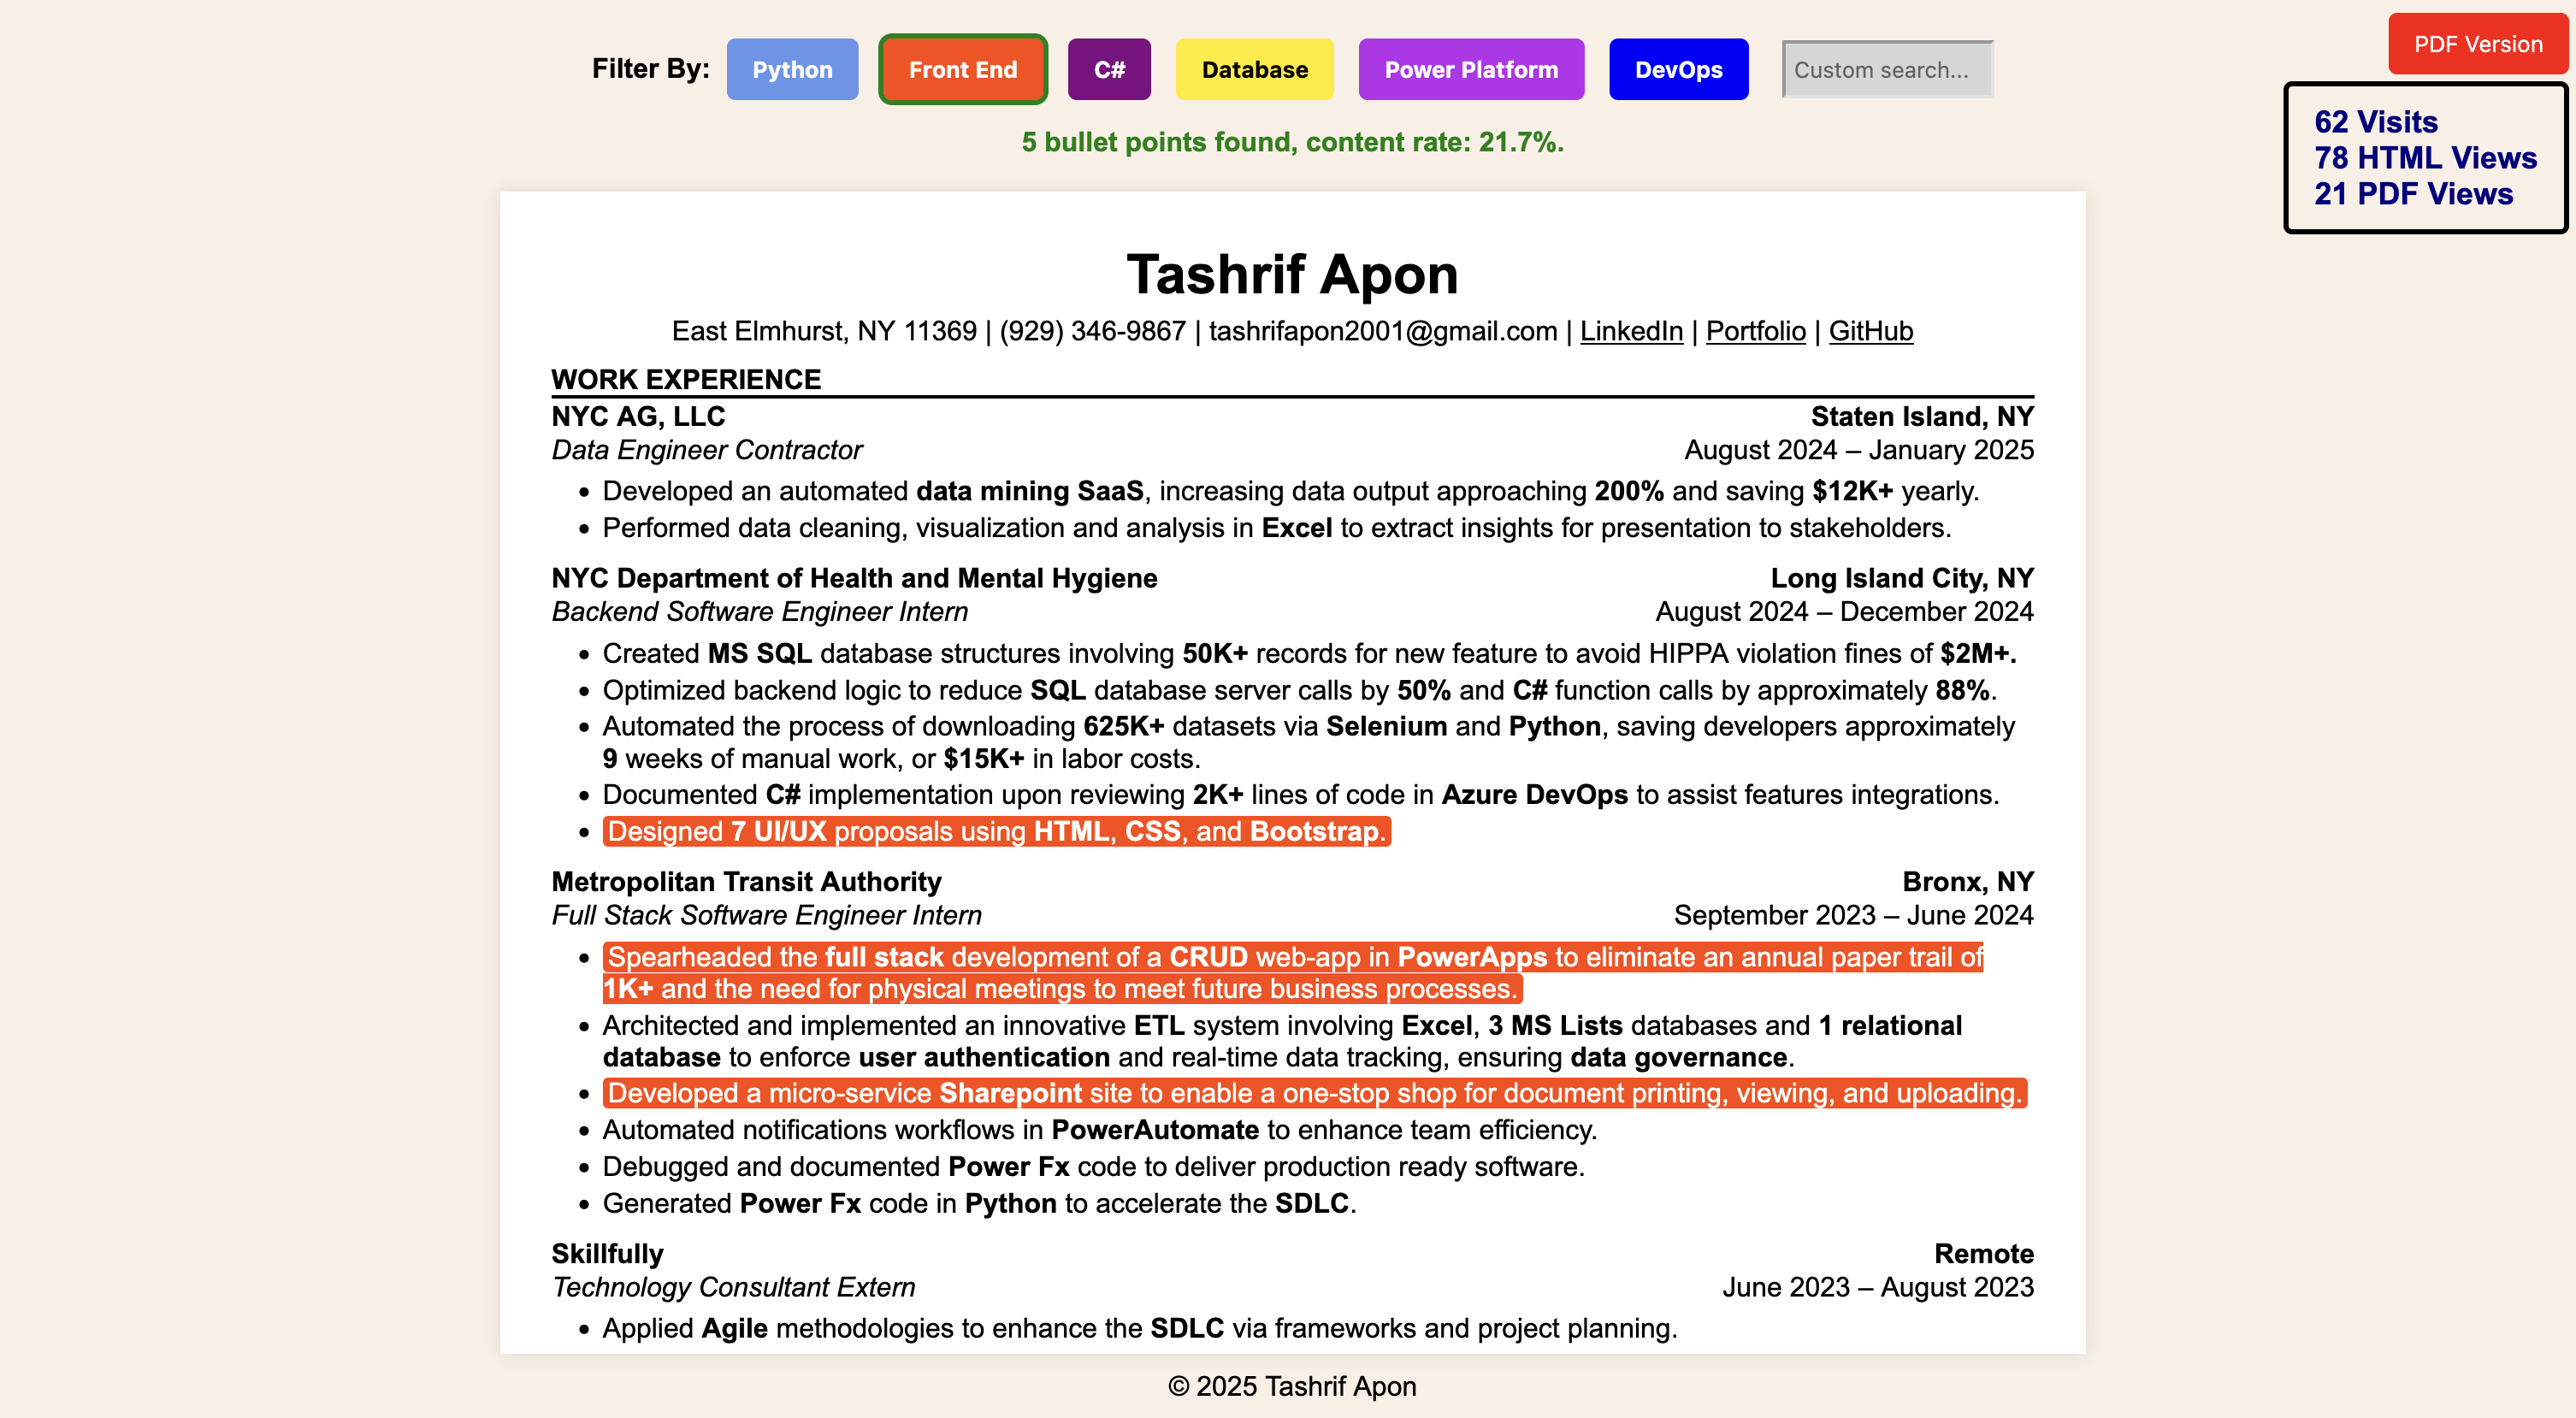 Filter By: Python Front End C# Database Power Platform DevOps Custom search...
PDF Version
5 bullet points found, content rate: 21.7%.
62 Visits
78 HTML Views
21 PDF Views
Tashrif Apon
East Elmhurst, NY 11369 | (929) 346-9867 | tashrifapon2001@gmail.com | LinkedIn | Portfolio | GitHub
WORK EXPERIENCE
NYC AG, LLC Staten Island, NY
Data Engineer Contractor August 2024 – January 2025
• Developed an automated data mining SaaS, increasing data output approaching 200% and saving $12K+ yearly.
• Performed data cleaning, visualization and analysis in Excel to extract insights for presentation to stakeholders.
NYC Department of Health and Mental Hygiene Long Island City, NY
Backend Software Engineer Intern August 2024 – December 2024
• Created MS SQL database structures involving 50K+ records for new feature to avoid HIPPA violation fines of $2M+.
• Optimized backend logic to reduce SQL database server calls by 50% and C# function calls by approximately 88%.
• Automated the process of downloading 625K+ datasets via Selenium and Python, saving developers approximately
9 weeks of manual work, or $15K+ in labor costs.
• Documented C# implementation upon reviewing 2K+ lines of code in Azure DevOps to assist features integrations.
• Designed 7 UI/UX proposals using HTML, CSS, and Bootstrap.
Metropolitan Transit Authority Bronx, NY
Full Stack Software Engineer Intern September 2023 – June 2024
• Spearheaded the full stack development of a CRUD web-app in PowerApps to eliminate an annual paper trail of
1K+ and the need for physical meetings to meet future business processes.
• Architected and implemented an innovative ETL system involving Excel, 3 MS Lists databases and 1 relational
database to enforce user authentication and real-time data tracking, ensuring data governance.
• Developed a micro-service Sharepoint site to enable a one-stop shop for document printing, viewing, and uploading.
• Automated notifications workflows in PowerAutomate to enhance team efficiency.
• Debugged and documented Power Fx code to deliver production ready software.
• Generated Power Fx code in Python to accelerate the SDLC.
Skillfully Remote
Technology Consultant Extern June 2023 – August 2023
• Applied Agile methodologies to enhance the SDLC via frameworks and project planning.
© 2025 Tashrif Apon